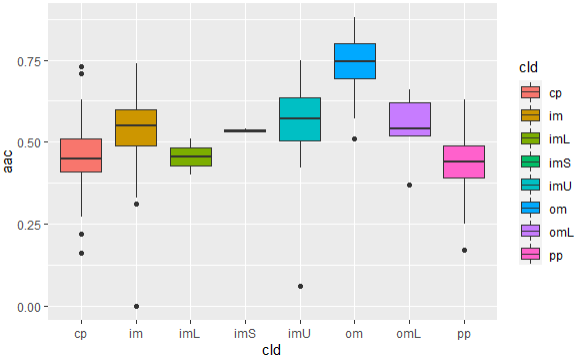 aac
0.75
0.50
0.25
0.00
cp im imL imS imU om omL pp
cld
cld
cp
im
imL
imS
imU
om
omL
pp